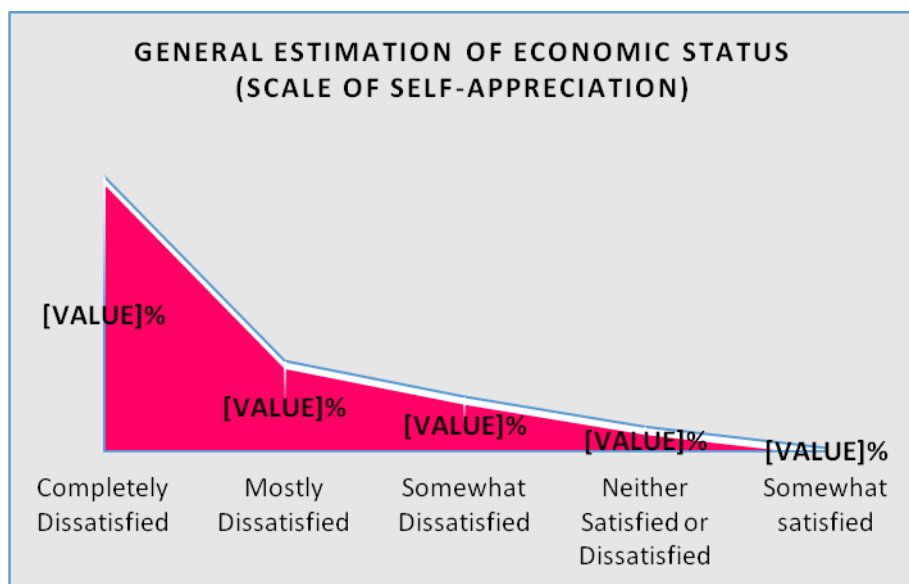 GENERAL ESTIMATION OF ECONOMIC STATUS
(SCALE OF SELF-APPRECIATION)
[VALUE]%
[VALUE]%
[VALUE]%
[VALUE]%
[VALUE]%
Completely
Dissatisfied
Mostly
Dissatisfied
Somewhat
Dissatisfied
Neither
Satisfied or
Dissatisfied
Somewhat
satisfied